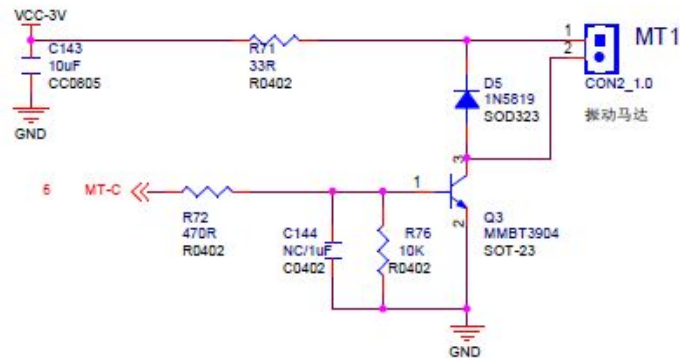 VCC-3V
C143
10uF
CC0805
GND
R71
33R
R0402
1
2
MT1
CON2_1.0
振动马达
D5
1N5819
SOD323
3
6 MT-C
R72
470R
R0402
C144
NC/1uF
C0402
R76
10K
R0402
1
2
Q3
MMBT3904
SOT-23
GND